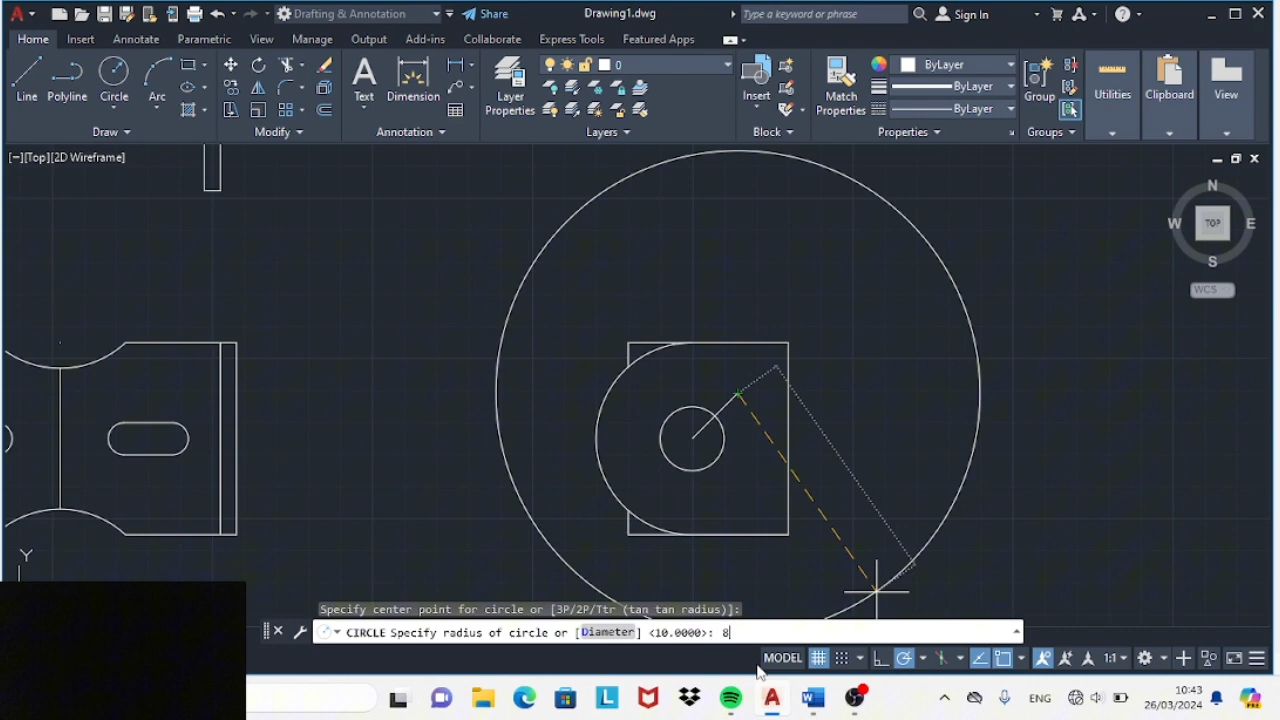 A Drafting & Annotation Share Drawing1.dwg Type a keyword or phrase Sign In
Home Insert Annotate Parametric View Manage Output Add-ins Collaborate Express Tools Featured Apps
0 ByLayer
ByLayer
ByLayer
Line Polyline Circle Arc
A Text Dimension
Layer Properties
Insert
Match Properties
Group
Utilities
Clipboard
View
Draw Modify Annotation Layers Block Properties Groups
[−][Top][2D Wireframe]
N
W TOP E
S
WCS
Y
Specify center point for circle or [3P/2P/Ttr (tan tan radius)]:
CIRCLE Specify radius of circle or [Diameter] <10.0000>: 8
MODEL 1:1
L A W ENG 10:43
26/03/2024
PRE